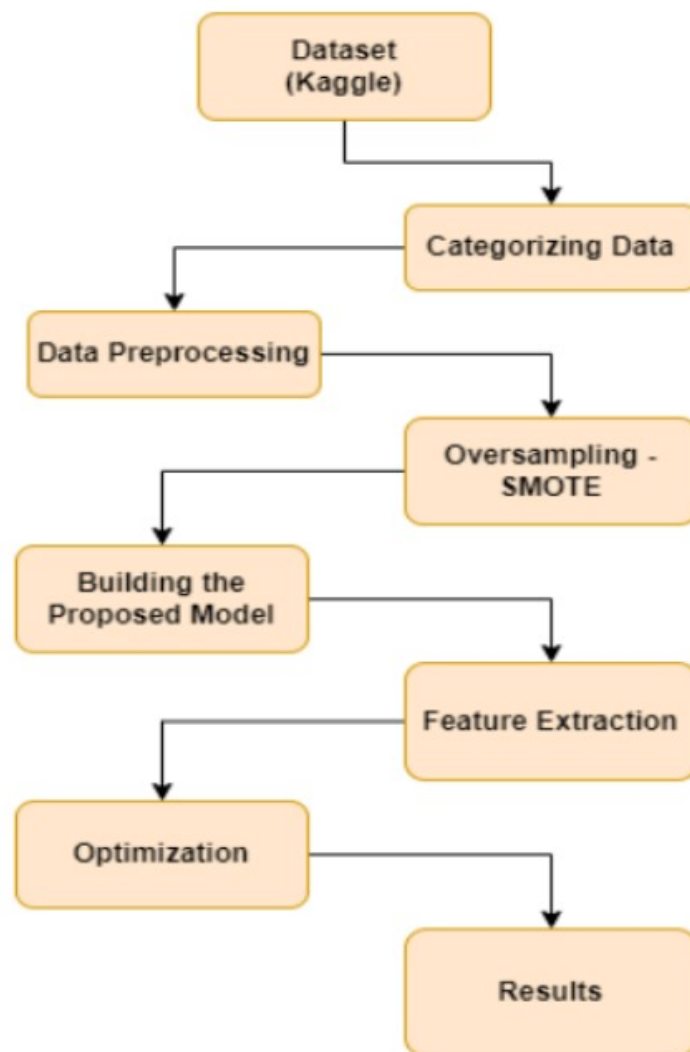 Dataset
(Kaggle)
Categorizing Data
Data Preprocessing
Oversampling -
SMOTE
Building the
Proposed Model
Feature Extraction
Optimization
Results